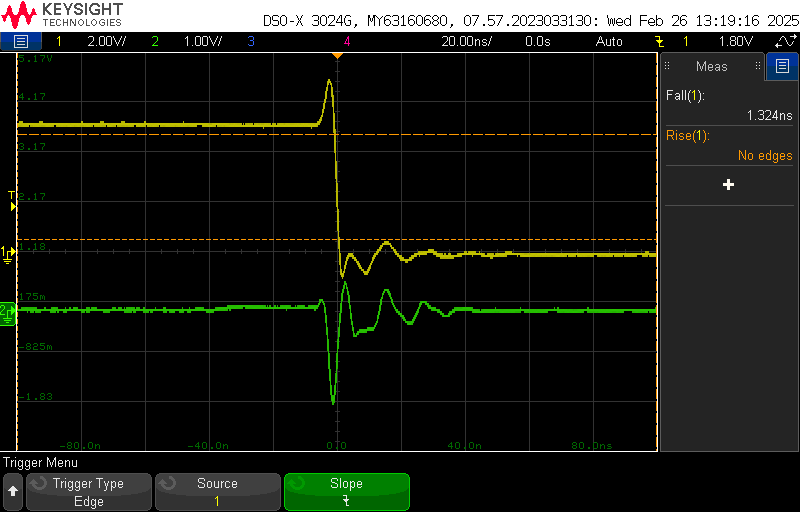 KEYSIGHT
TECHNOLOGIES
DSO-X 3024G, MY63160680, 07.57.2023033130: Wed Feb 26 13:19:16 2025
1 2.00V/ 2 1.00V/ 3 4 20.00ns/ 0.0s Auto 1 1.80V
5.17V
4.17
3.17
2.17
1.18
175m
-825m
-1.83
T
1
2
-80.0n -40.0n 0.0 40.0n 80.0ns
Meas
Fall(1):
1.324ns
Rise(1):
No edges
Trigger Menu
Trigger Type
Edge
Source
1
Slope